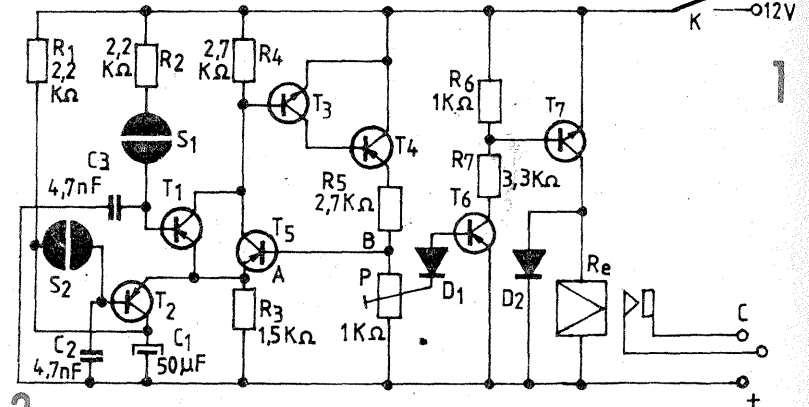 K
12V
R1
2,2
KΩ
2,2
KΩ
R2
2,7
KΩ
R4
T3
T4
R6
1KΩ
T7
1
S1
C3
4,7nF
T1
R5
2,7KΩ
R7
3,3KΩ
T6
T5
B
A
S2
P
D1
D2
Re
T2
R3
1,5KΩ
1KΩ
C
C2
4,7nF
C1
50µF
+